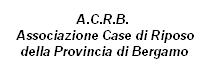 A.C.R.B.
Associazione Case di Riposo
della Provincia di Bergamo